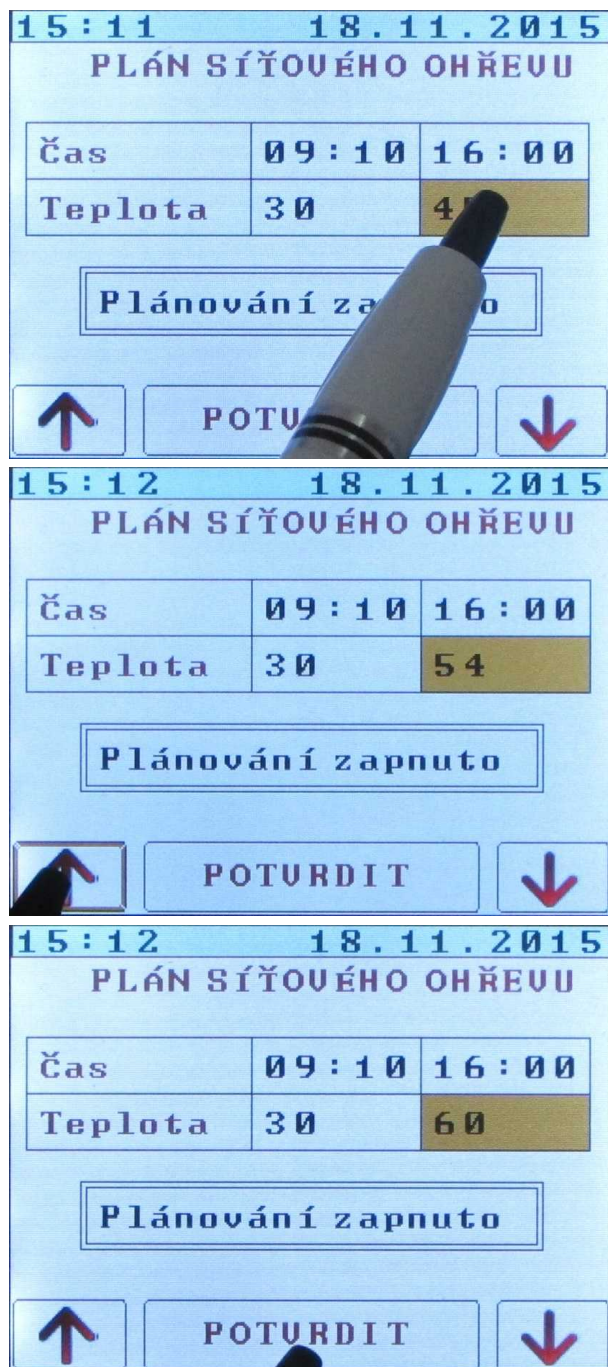 15:11 18.11.2015
PLÁN SÍŤOVÉHO OHŘEVU
Čas 09:10 16:00
Teplota 30
Plánování
15:12 18.11.2015
PLÁN SÍŤOVÉHO OHŘEVU
Čas 09:10 16:00
Teplota 30 54
Plánování zapnuto
POTVRDIT
15:12 18.11.2015
PLÁN SÍŤOVÉHO OHŘEVU
Čas 09:10 16:00
Teplota 30 60
Plánování zapnuto
POTVRDIT